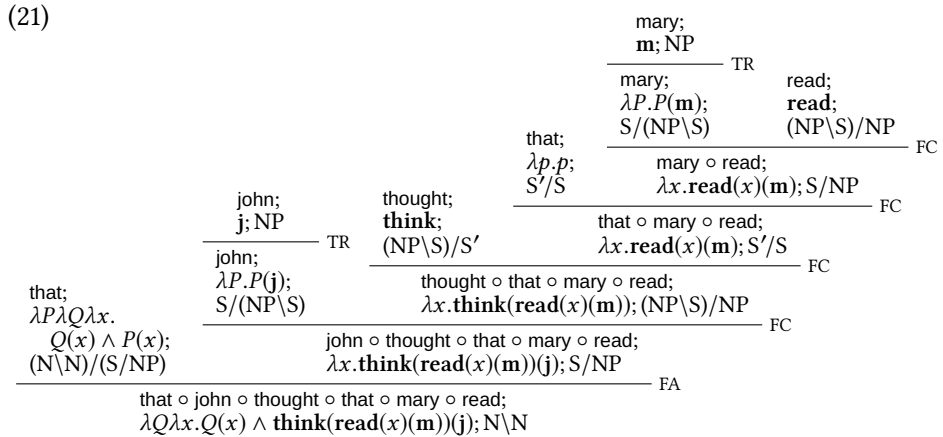 (21)
mary;
m; NP
TR
mary; read;
λP.P(m); read;
S/(NP\S) (NP\S)/NP
FC
that; mary ∘ read;
λp.p; λx.read(x)(m); S/NP
S′/S
FC
john; thought; that ∘ mary ∘ read;
j; NP think; λx.read(x)(m); S′/S
TR (NP\S)/S′
FC
john; thought ∘ that ∘ mary ∘ read;
λP.P(j); λx.think(read(x)(m)); (NP\S)/NP
S/(NP\S)
FC
that; john ∘ thought ∘ that ∘ mary ∘ read;
λPλQλx. λx.think(read(x)(m))(j); S/NP
Q(x) ∧ P(x);
(N\N)/(S/NP)
FA
that ∘ john ∘ thought ∘ that ∘ mary ∘ read;
λQλx.Q(x) ∧ think(read(x)(m))(j); N\N